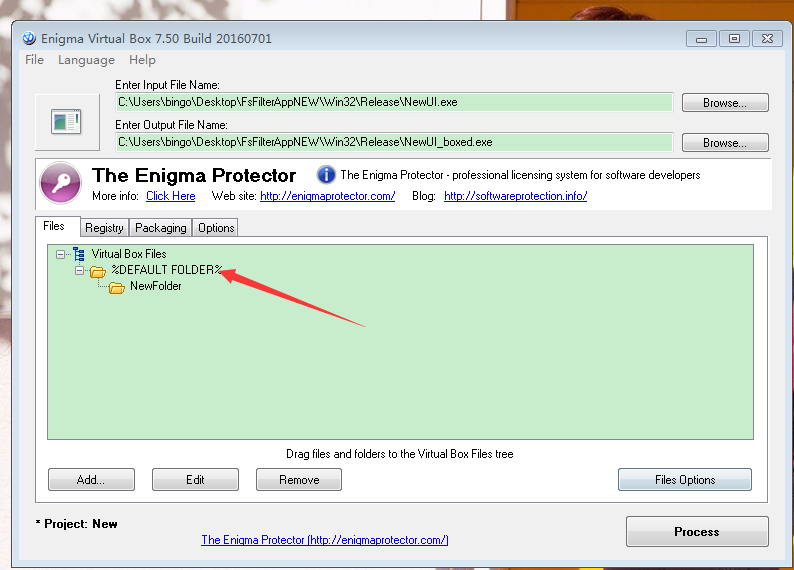 Enigma Virtual Box 7.50 Build 20160701
File Language Help
Enter Input File Name:
C:\Users\bingo\Desktop\FsFilterAppNEW\Win32\Release\NewUI.exe
Browse...
Enter Output File Name:
C:\Users\bingo\Desktop\FsFilterAppNEW\Win32\Release\NewUI_boxed.exe
Browse...
The Enigma Protector
The Enigma Protector - professional licensing system for software developers
More info: Click Here Web site: http://enigmaprotector.com/ Blog: http://softwareprotection.info/
Files Registry Packaging Options
Virtual Box Files
%DEFAULT FOLDER%
NewFolder
Drag files and folders to the Virtual Box Files tree
Add... Edit Remove Files Options
* Project: New
Process
The Enigma Protector (http://enigmaprotector.com/)